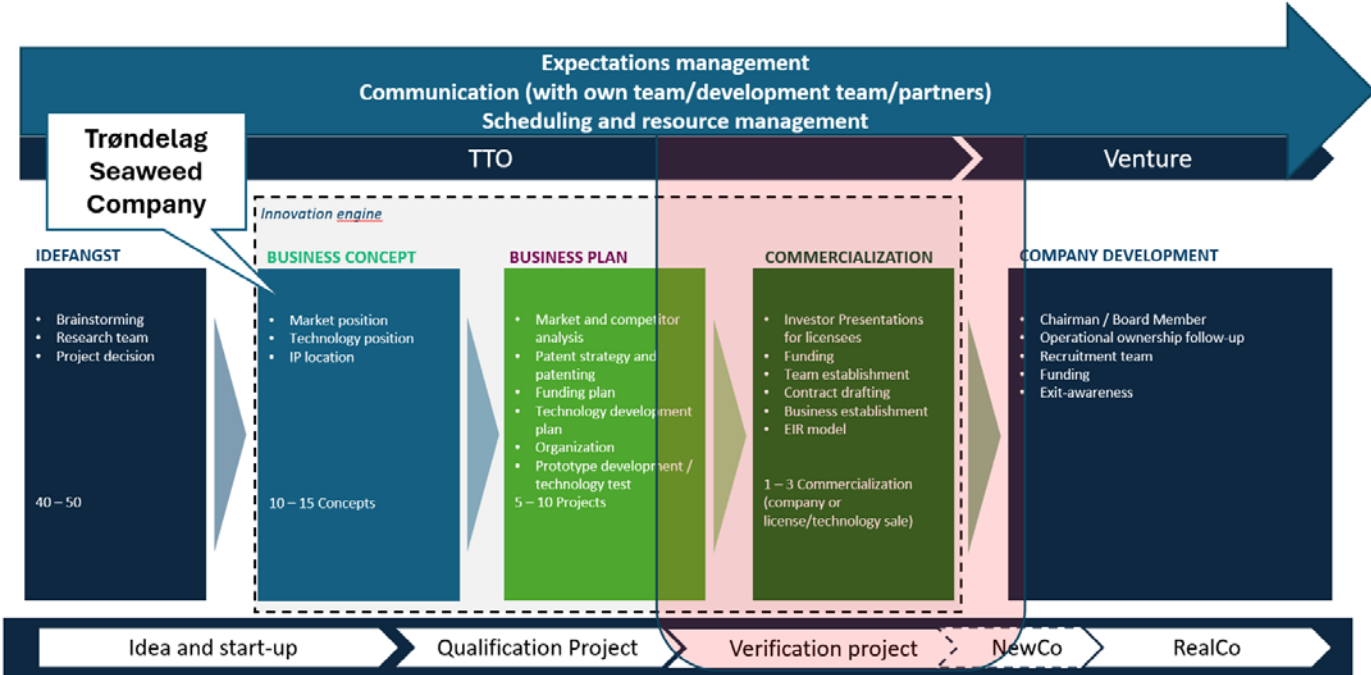 Expectations management
Communication (with own team/development team/partners)
Scheduling and resource management
Trøndelag
Seaweed
Company
TTO
Venture
Innovation engine
IDEFANGST
• Brainstorming
• Research team
• Project decision
40 – 50
BUSINESS CONCEPT
• Market position
• Technology position
• IP location
10 – 15 Concepts
BUSINESS PLAN
• Market and competitor
analysis
• Patent strategy and
patenting
• Funding plan
• Technology development
plan
• Organization
• Prototype development /
technology test
5 – 10 Projects
COMMERCIALIZATION
• Investor Presentations
for licensees
• Funding
• Team establishment
• Contract drafting
• Business establishment
• EIR model
1 – 3 Commercialization
(company or
license/technology sale)
COMPANY DEVELOPMENT
• Chairman / Board Member
• Operational ownership follow-up
• Recruitment team
• Funding
• Exit-awareness
Idea and start-up
Qualification Project
Verification project
NewCo
RealCo